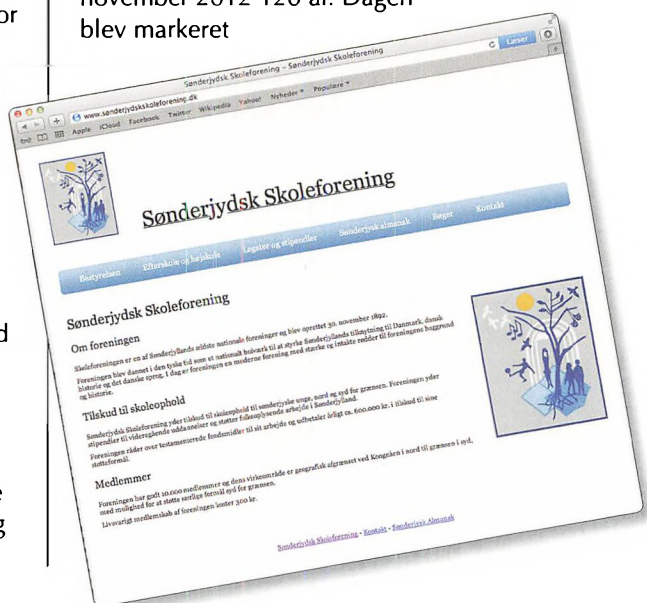 or
november 2012 120 år. Dagen
blev markeret
Sønderjydsk Skoleforening – Sønderjydsk Skoleforening
www.sønderjydskskoleforening.dk
Læser
Apple iCloud Facebook Twitter Wikipedia Yahoo! Nyheder Populære
Sønderjydsk Skoleforening
Bestyrelsen Efterskole og højskole Legater og stipendier Sønderjysk almanak Bøger Kontakt
Sønderjydsk Skoleforening
Om foreningen
Skoleforeningen er en af Sønderjyllands ældste nationale foreninger og blev oprettet 30. november 1892.
Foreningen blev dannet i den tyske tid som et nationalt bolværk til at styrke Sønderjyllands tilknytning til Danmark, dansk
historie og det danske sprog. I dag er foreningen en moderne forening med stærke og intakte rødder til foreningens baggrund
og historie.
Tilskud til skoleophold
Sønderjydsk Skoleforening yder tilskud til skoleophold til sønderjyske unge, nord og syd for grænsen. Foreningen yder
stipendier til videregående uddannelser og støtter folkeoplysende arbejde i Sønderjylland.
Foreningen råder over testamenterede fondsmidler til sit arbejde og udbetaler årligt ca. 600.000 kr. i tilskud til sine
støtteformål.
Medlemmer
Foreningen har godt 10.000 medlemmer og dens virkeområde er geografisk afgrænset ved Kongeåen i nord til grænsen i syd,
med mulighed for at støtte særlige formål syd for grænsen.
Livsvarigt medlemskab af foreningen koster 300 kr.
Sønderjydsk Skoleforening • Kontakt • Sønderjysk Almanak
d
e
g